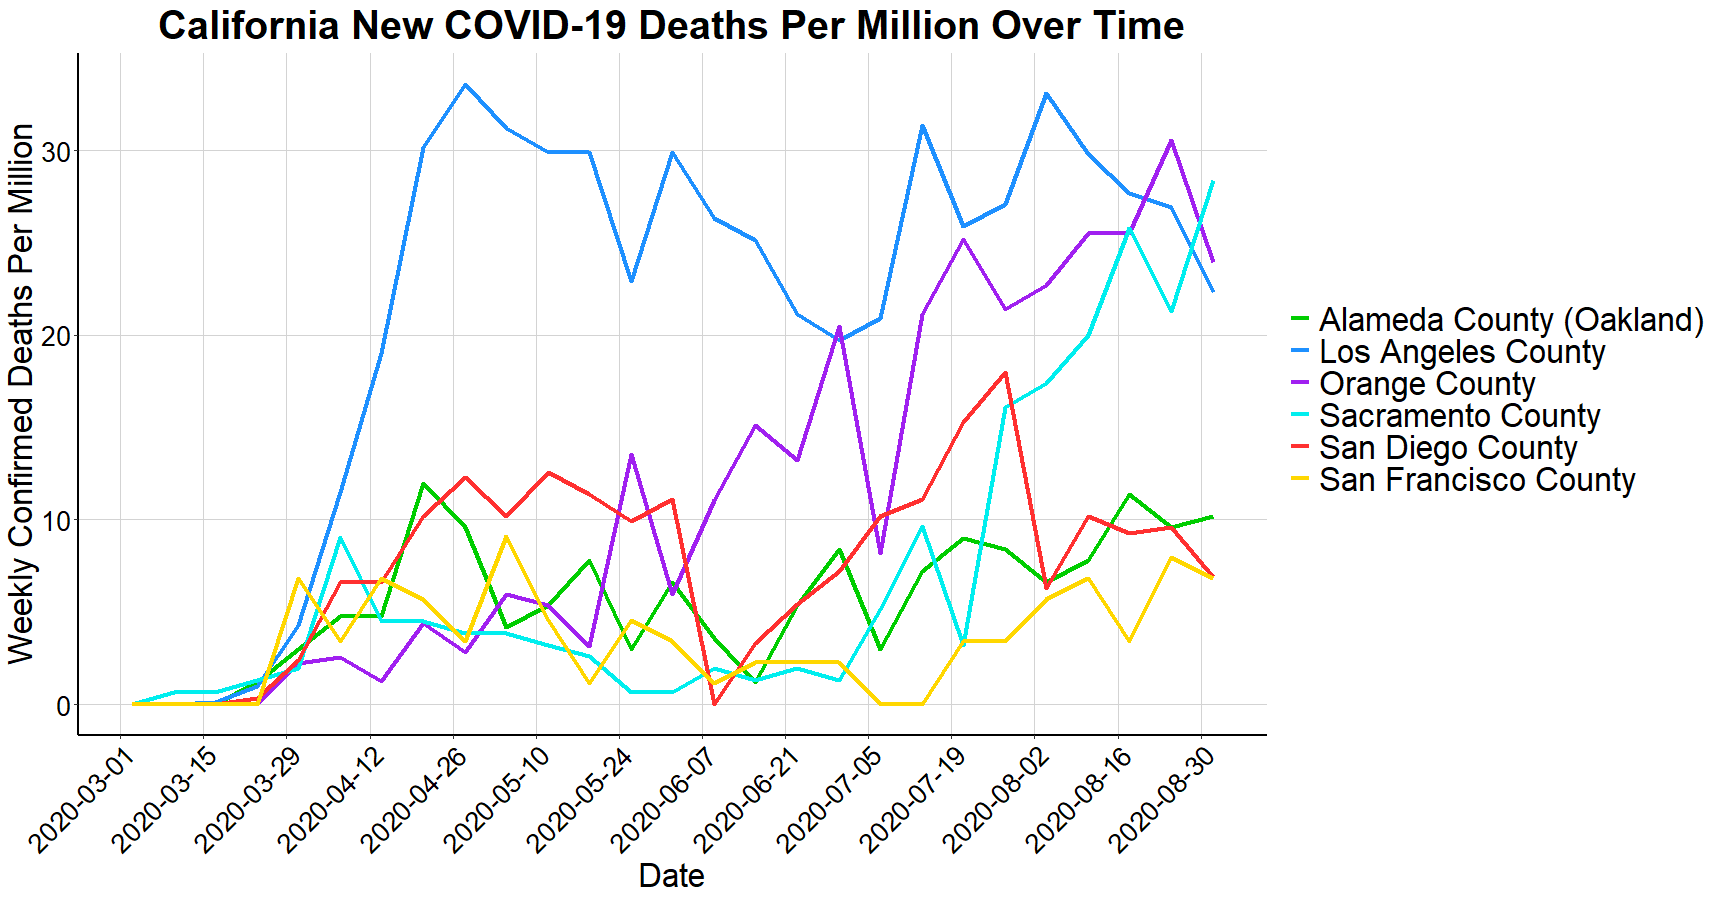 California New COVID-19 Deaths Per Million Over Time
Weekly Confirmed Deaths Per Million
30
20
10
0
2020-03-01
2020-03-15
2020-03-29
2020-04-12
2020-04-26
2020-05-10
2020-05-24
2020-06-07
2020-06-21
2020-07-05
2020-07-19
2020-08-02
2020-08-16
2020-08-30
Date
Alameda County (Oakland)
Los Angeles County
Orange County
Sacramento County
San Diego County
San Francisco County